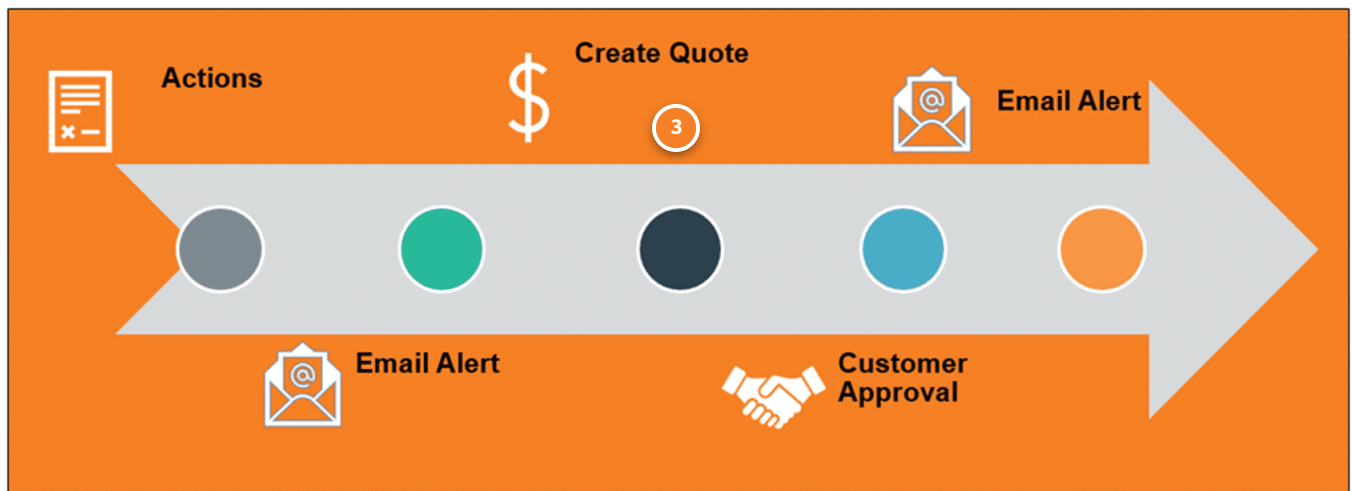 Actions
Create Quote
3
@
Email Alert
@
Email Alert
Customer
Approval